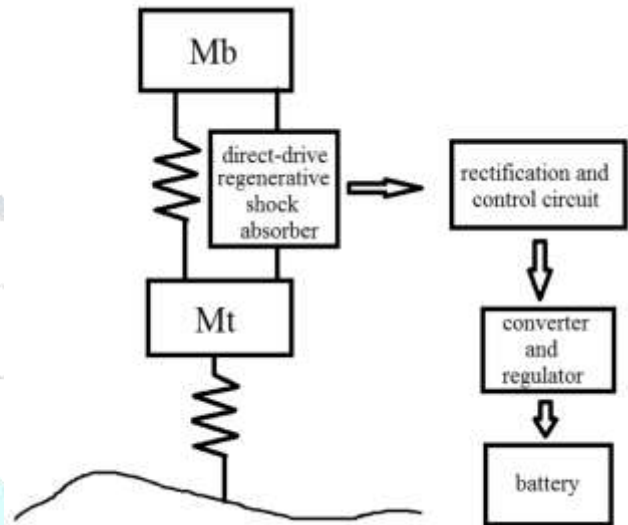 Mb
direct-drive
regenerative
shock
absorber
rectification and
control circuit
Mt
converter
and
regulator
battery